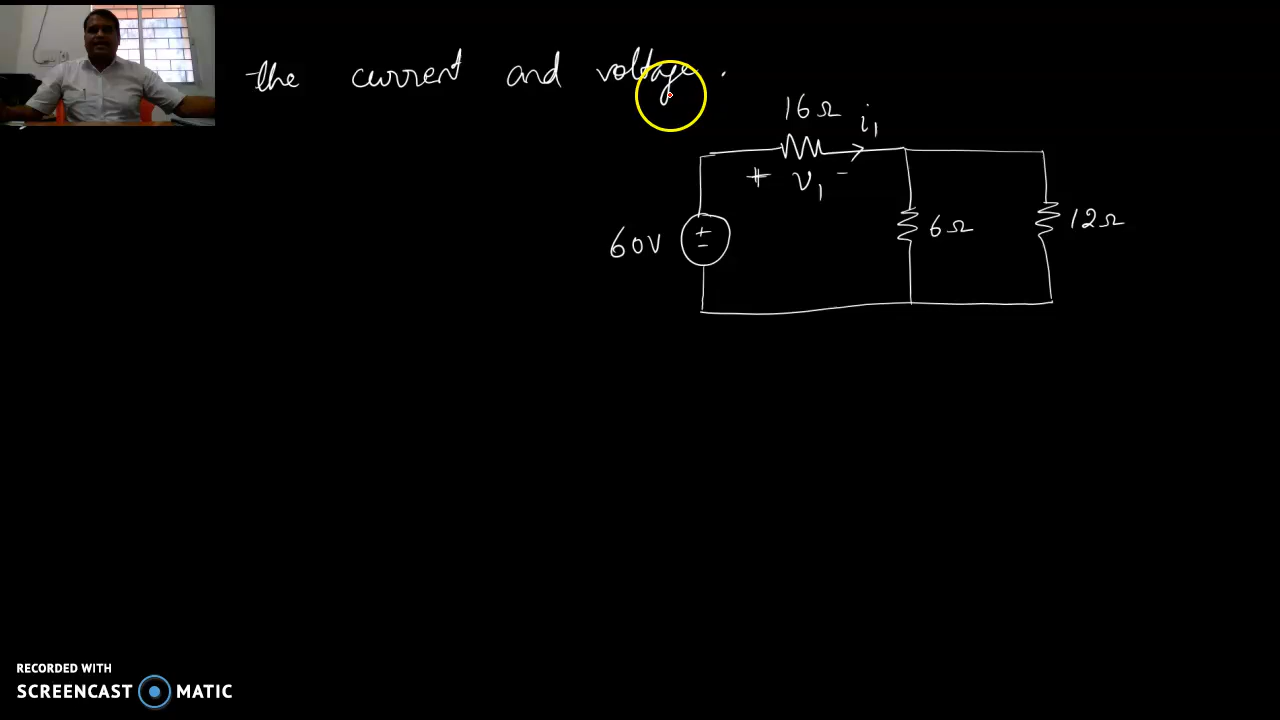 the current and voltage.
16Ω i1
+ v1 -
60V + - 6Ω 12Ω
RECORDED WITH
SCREENCAST MATIC